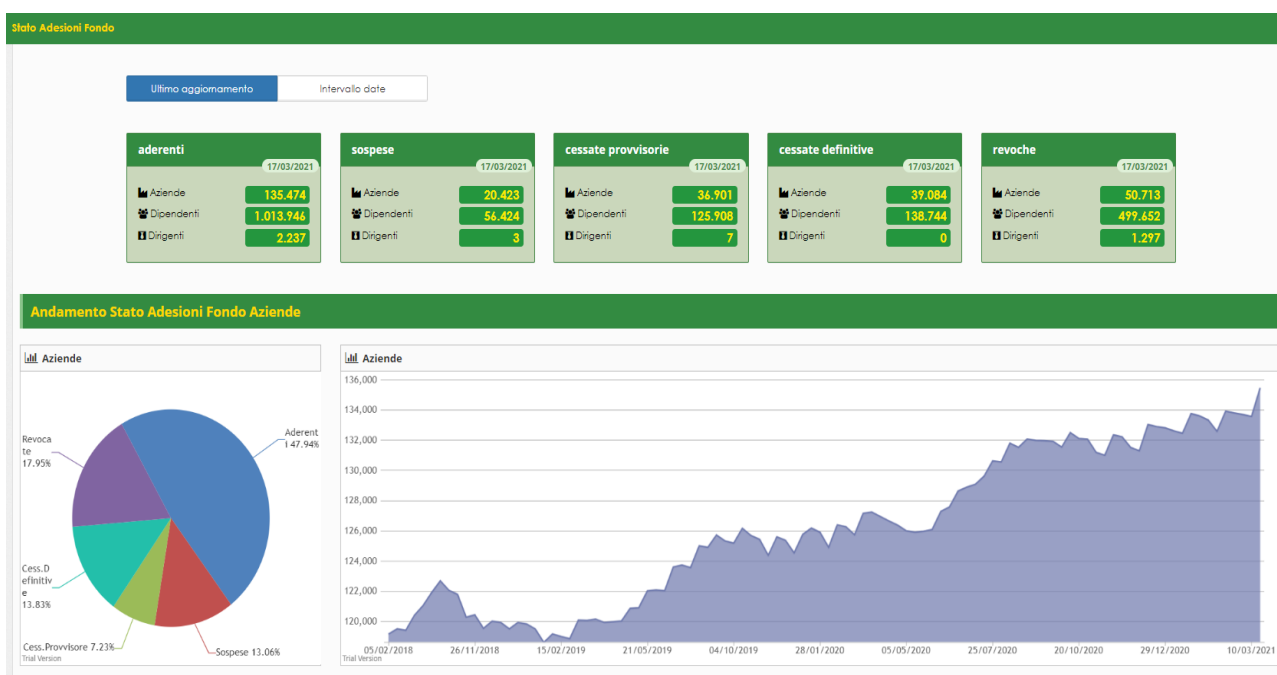 Stato Adesioni Fondo
Ultimo aggiornamento
Intervallo date
aderenti
17/03/2021
Aziende 135.474
Dipendenti 1.013.946
Dirigenti 2.237
sospese
17/03/2021
Aziende 20.423
Dipendenti 56.424
Dirigenti 3
cessate provvisorie
17/03/2021
Aziende 36.901
Dipendenti 125.908
Dirigenti 7
cessate definitive
17/03/2021
Aziende 39.084
Dipendenti 138.744
Dirigenti 0
revoche
17/03/2021
Aziende 50.713
Dipendenti 499.652
Dirigenti 1.297
Andamento Stato Adesioni Fondo Aziende
Aziende
Aderent
i 47.94%
Revoca
te
17.95%
Cess.D
efinitiv
e
13.83%
Cess.Provvisore 7.23%
Sospese 13.06%
Trial Version
Aziende
136,000
134,000
132,000
130,000
128,000
126,000
124,000
122,000
120,000
05/02/2018 26/11/2018 15/02/2019 21/05/2019 04/10/2019 28/01/2020 05/05/2020 25/07/2020 20/10/2020 29/12/2020 10/03/2021
Trial Version